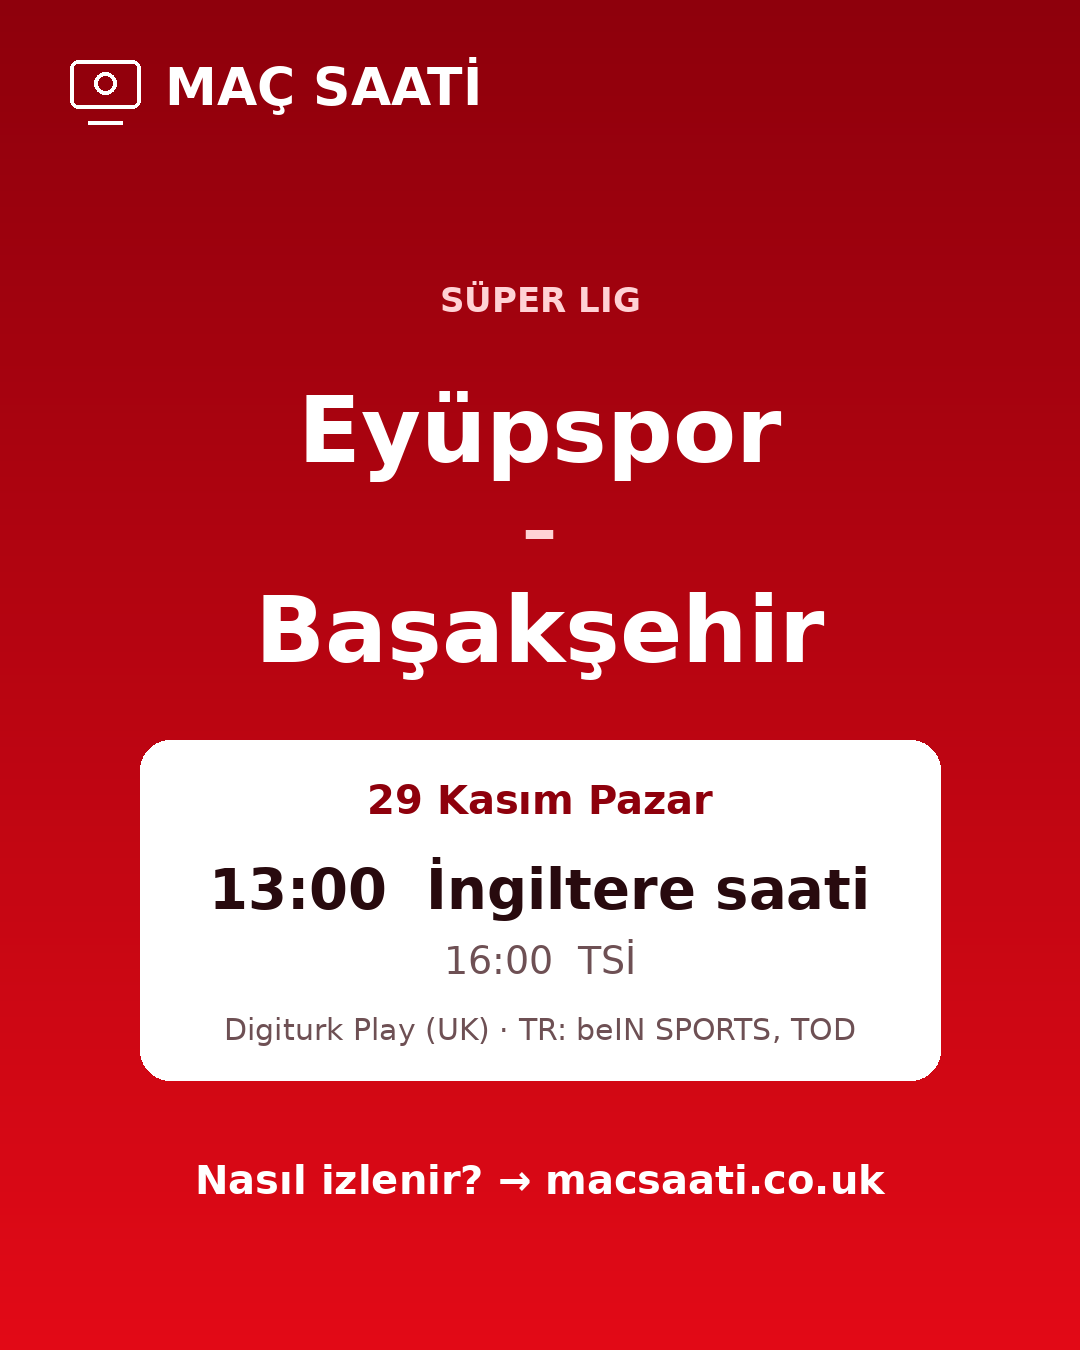 MAÇ SAATİ
SÜPER LIG
Eyüpspor
–
Başakşehir
29 Kasım Pazar
13:00 İngiltere saati
16:00 TSİ
Digiturk Play (UK) · TR: beIN SPORTS, TOD
Nasıl izlenir? → macsaati.co.uk